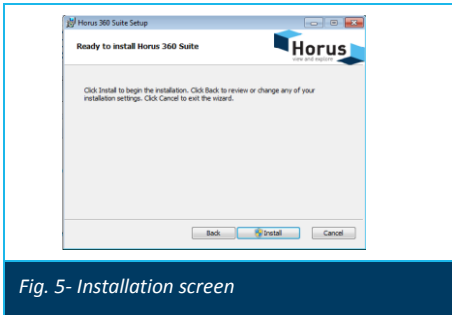 Horus 360 Suite Setup
Ready to install Horus 360 Suite
Horus
view and explore
Click Install to begin the installation. Click Back to review or change any of your
installation settings. Click Cancel to exit the wizard.
Back
Install
Cancel
Fig. 5- Installation screen